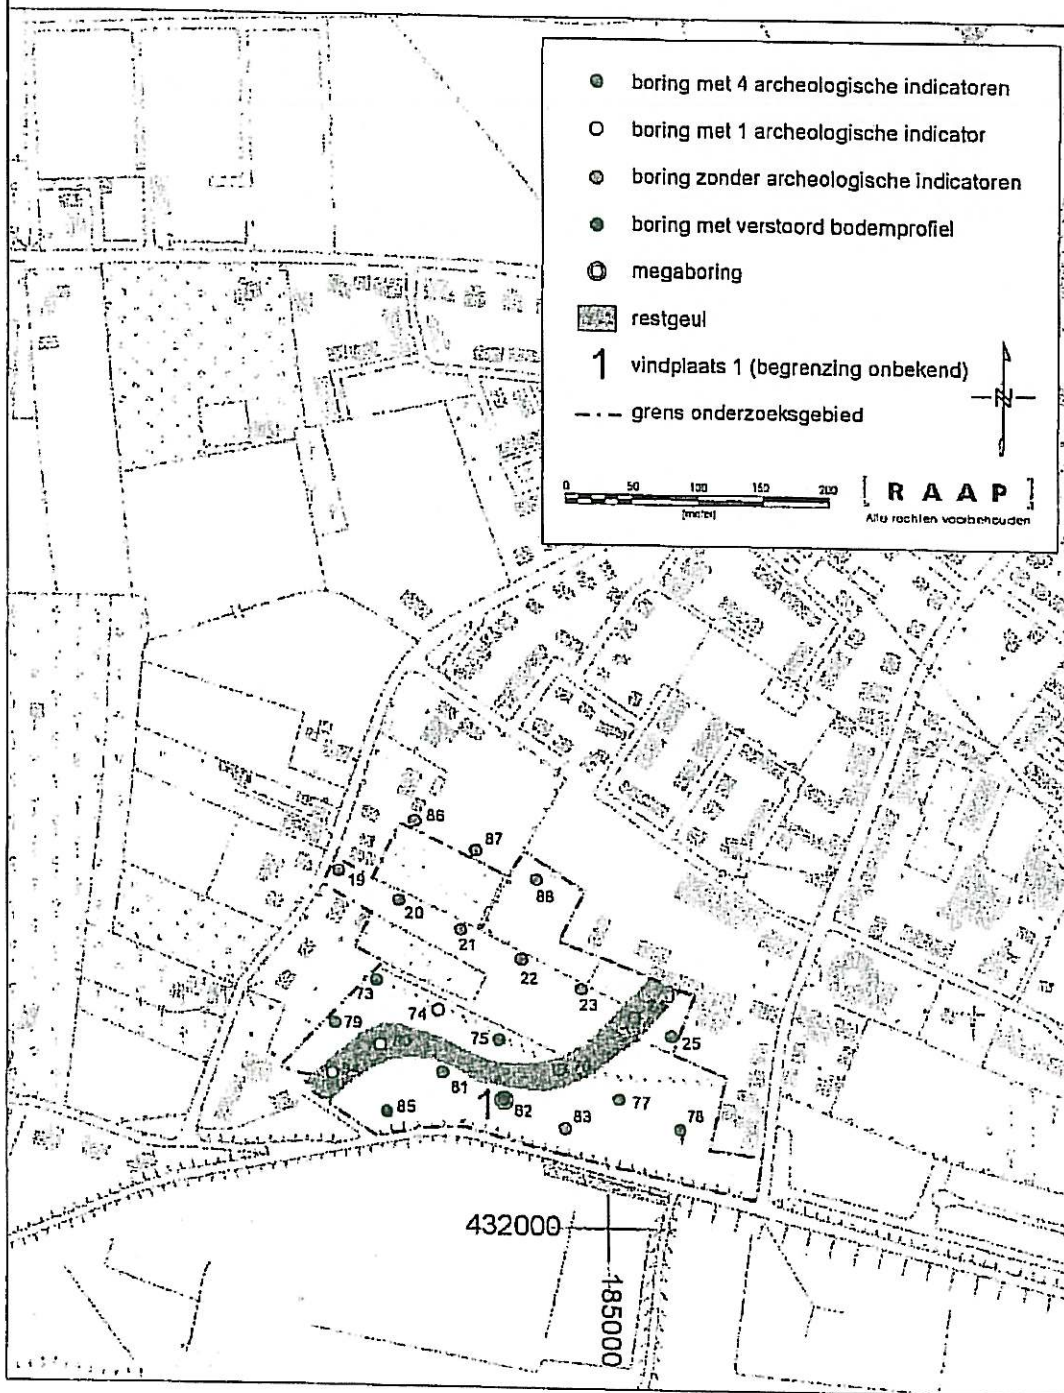 boring met 4 archeologische indicatoren
boring met 1 archeologische indicator
boring zonder archeologische indicatoren
boring met verstoord bodemprofiel
megaboring
restgeul
1 vindplaats 1 (begrenzing onbekend)
grens onderzoeksgebied
N
0 50 100 150 200
[meter]
[ R A A P ]
Alle rechten voorbehouden
86
87
88
19
20
21
22
23
73
74
79
75
25
80
81
1
82
85
83
77
78
432000
185000